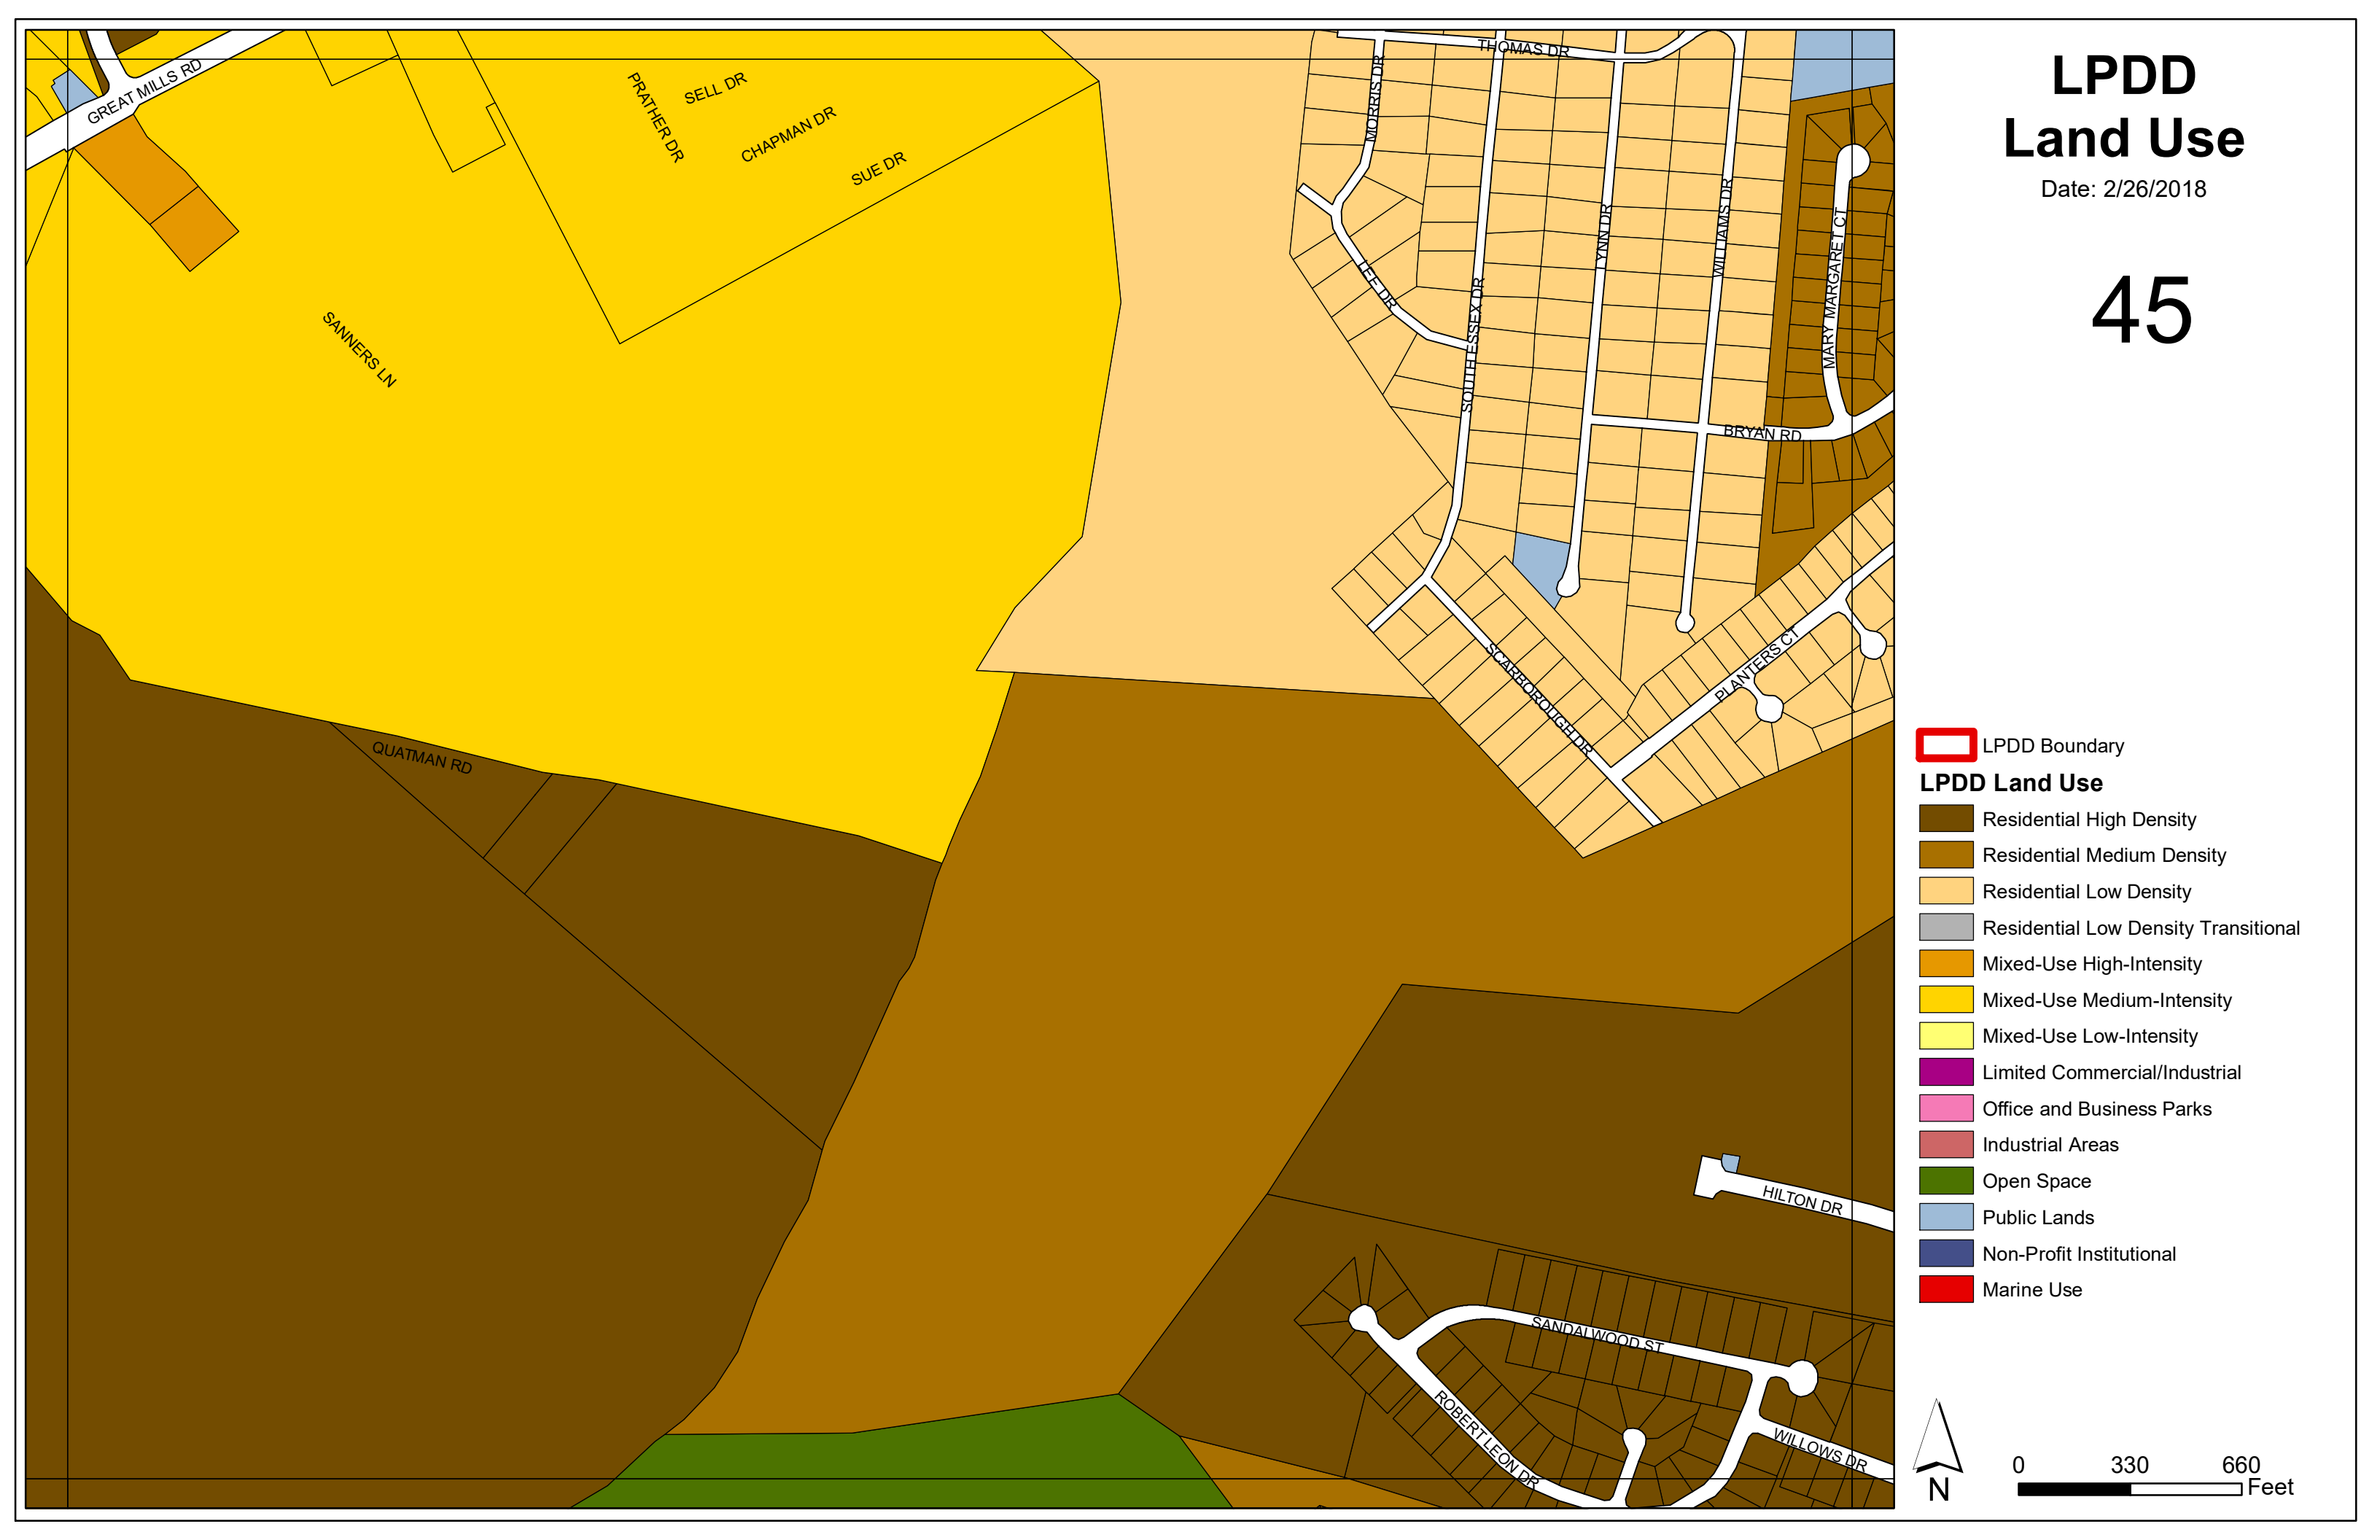 LPDD
Land Use
Date: 2/26/2018
45
THOMAS DR
GREAT MILLS RD
PRATHER DR
SELL DR
CHAPMAN DR
SUE DR
MORRIS DR
SANNERS LN
LEE DR
SOUTH ESSEX DR
LYNN DR
WILLIAMS DR
MARY MARGARET CT
BRYAN RD
SCARBOROUGH DR
PLANTERS CT
QUATMAN RD
HILTON DR
SANDALWOOD ST
ROBERT LEON DR
WILLOWS DR
LPDD Boundary
LPDD Land Use
Residential High Density
Residential Medium Density
Residential Low Density
Residential Low Density Transitional
Mixed-Use High-Intensity
Mixed-Use Medium-Intensity
Mixed-Use Low-Intensity
Limited Commercial/Industrial
Office and Business Parks
Industrial Areas
Open Space
Public Lands
Non-Profit Institutional
Marine Use
N
0 330 660
Feet